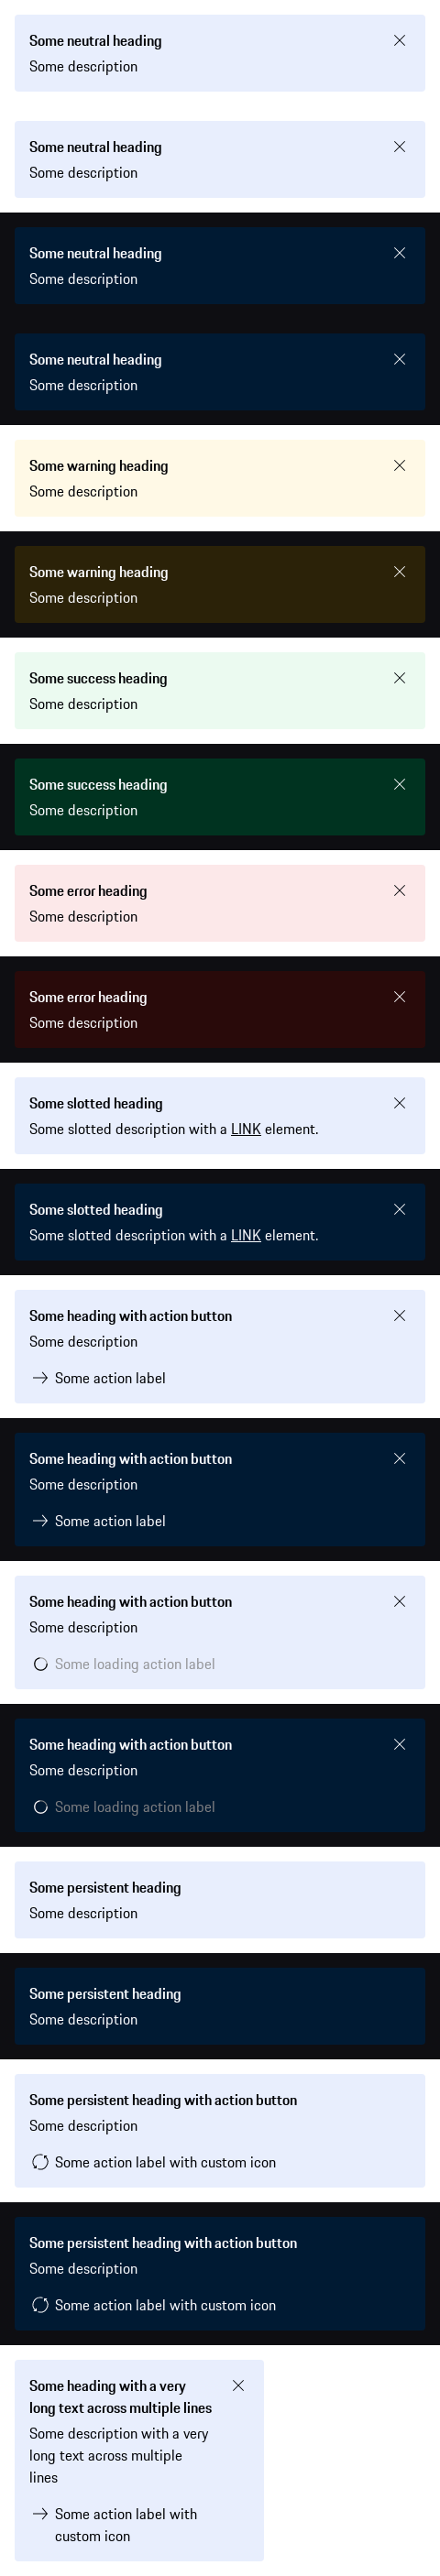 Some neutral heading
Some description
Some neutral heading
Some description
Some neutral heading
Some description
Some neutral heading
Some description
Some warning heading
Some description
Some warning heading
Some description
Some success heading
Some description
Some success heading
Some description
Some error heading
Some description
Some error heading
Some description
Some slotted heading
Some slotted description with a LINK element.
Some slotted heading
Some slotted description with a LINK element.
Some heading with action button
Some description
Some action label
Some heading with action button
Some description
Some action label
Some heading with action button
Some description
Some loading action label
Some heading with action button
Some description
Some loading action label
Some persistent heading
Some description
Some persistent heading
Some description
Some persistent heading with action button
Some description
Some action label with custom icon
Some persistent heading with action button
Some description
Some action label with custom icon
Some heading with a very
long text across multiple lines
Some description with a very
long text across multiple
lines
Some action label with
custom icon